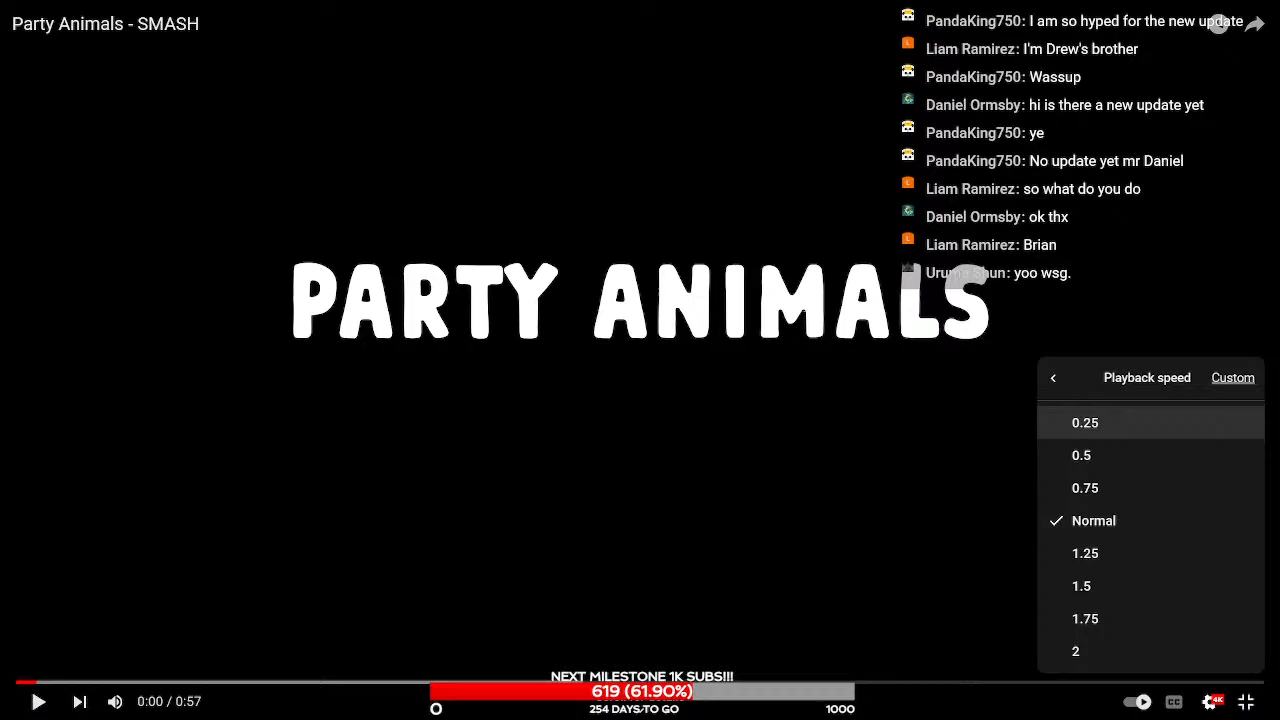 Party Animals - SMASH
PandaKing750: I am so hyped for the new update
Liam Ramirez: I'm Drew's brother
PandaKing750: Wassup
Daniel Ormsby: hi is there a new update yet
PandaKing750: ye
PandaKing750: No update yet mr Daniel
Liam Ramirez: so what do you do
Daniel Ormsby: ok thx
Liam Ramirez: Brian
Uruma Shun: yoo wsg.
PARTY ANIMALS
Playback speed Custom
0.25
0.5
0.75
Normal
1.25
1.5
1.75
2
NEXT MILESTONE 1K SUBS!!!
619 (61.90%)
0 254 DAYS TO GO 1000
0:00 / 0:57
CC
4K